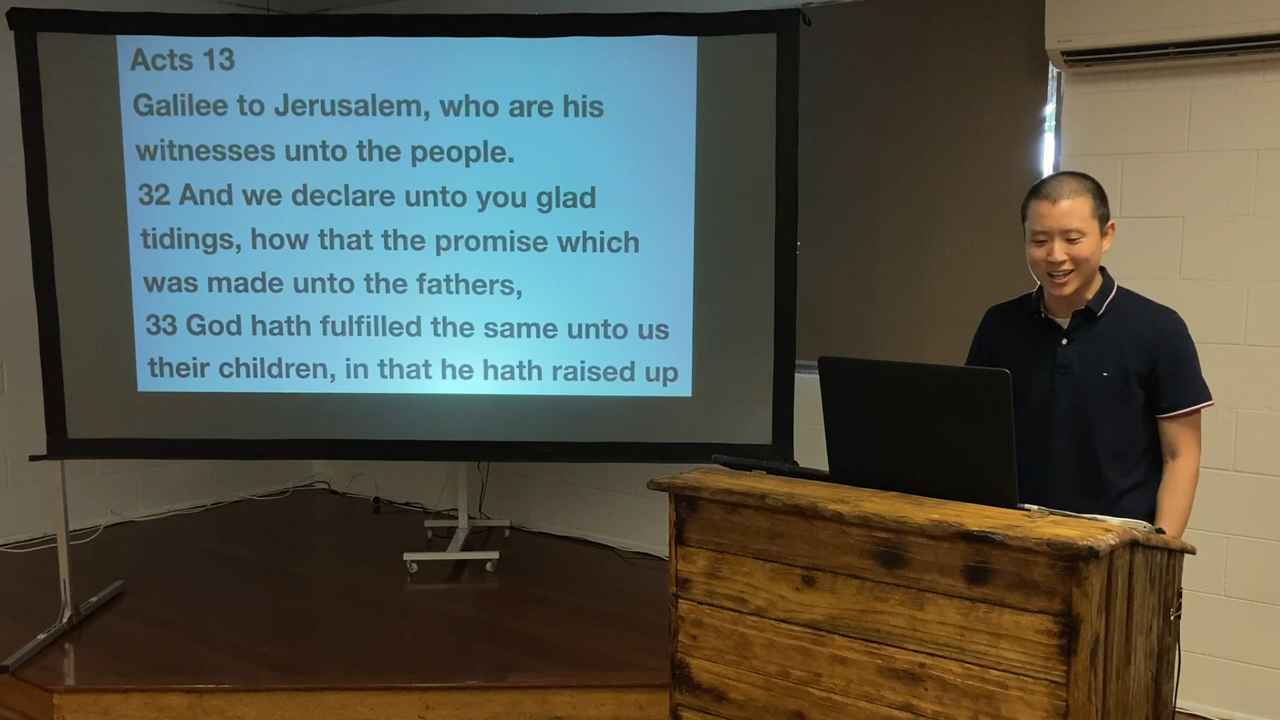 Acts 13
Galilee to Jerusalem, who are his
witnesses unto the people.
32 And we declare unto you glad
tidings, how that the promise which
was made unto the fathers,
33 God hath fulfilled the same unto us
their children, in that he hath raised up